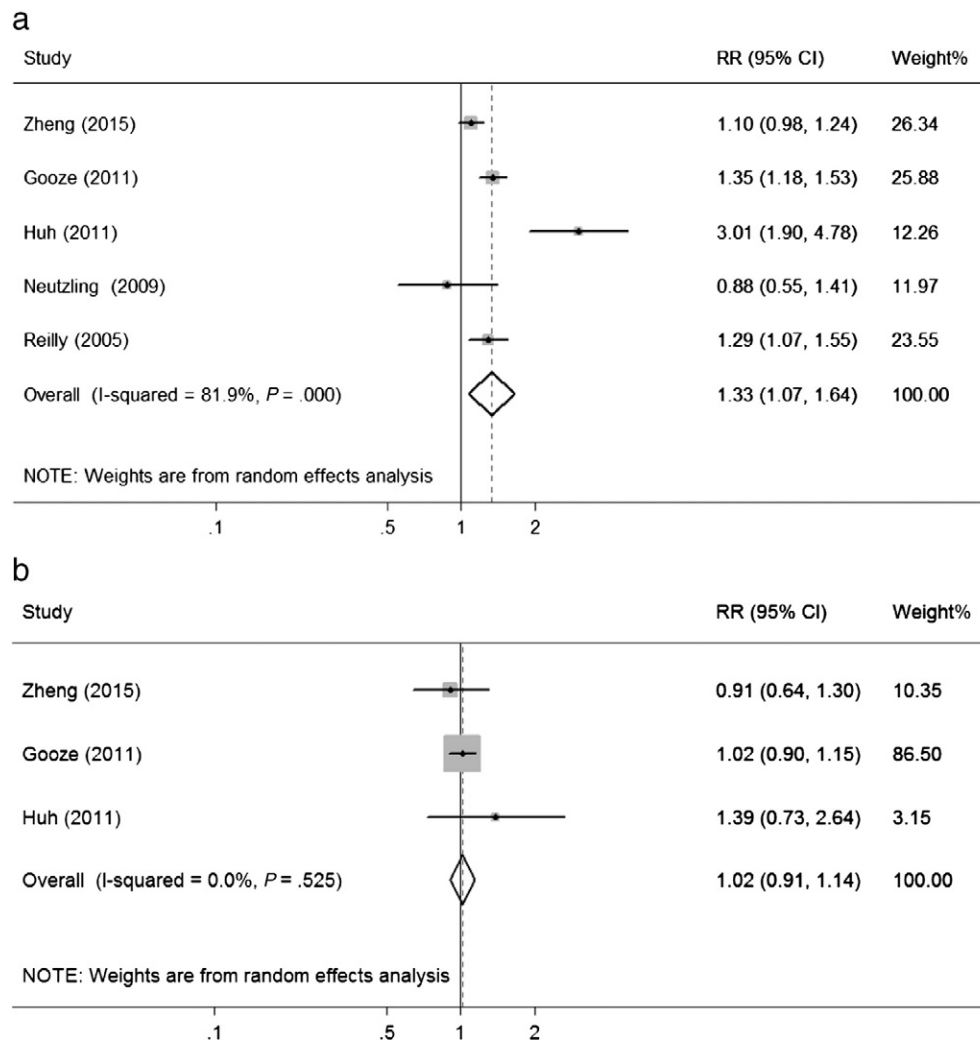 a
Study RR (95% CI) Weight%
Zheng (2015) 1.10 (0.98, 1.24) 26.34
Gooze (2011) 1.35 (1.18, 1.53) 25.88
Huh (2011) 3.01 (1.90, 4.78) 12.26
Neutzling (2009) 0.88 (0.55, 1.41) 11.97
Reilly (2005) 1.29 (1.07, 1.55) 23.55
Overall (I-squared = 81.9%, P = .000) 1.33 (1.07, 1.64) 100.00
NOTE: Weights are from random effects analysis
.1 .5 1 2
b
Study RR (95% CI) Weight%
Zheng (2015) 0.91 (0.64, 1.30) 10.35
Gooze (2011) 1.02 (0.90, 1.15) 86.50
Huh (2011) 1.39 (0.73, 2.64) 3.15
Overall (I-squared = 0.0%, P = .525) 1.02 (0.91, 1.14) 100.00
NOTE: Weights are from random effects analysis
.1 .5 1 2